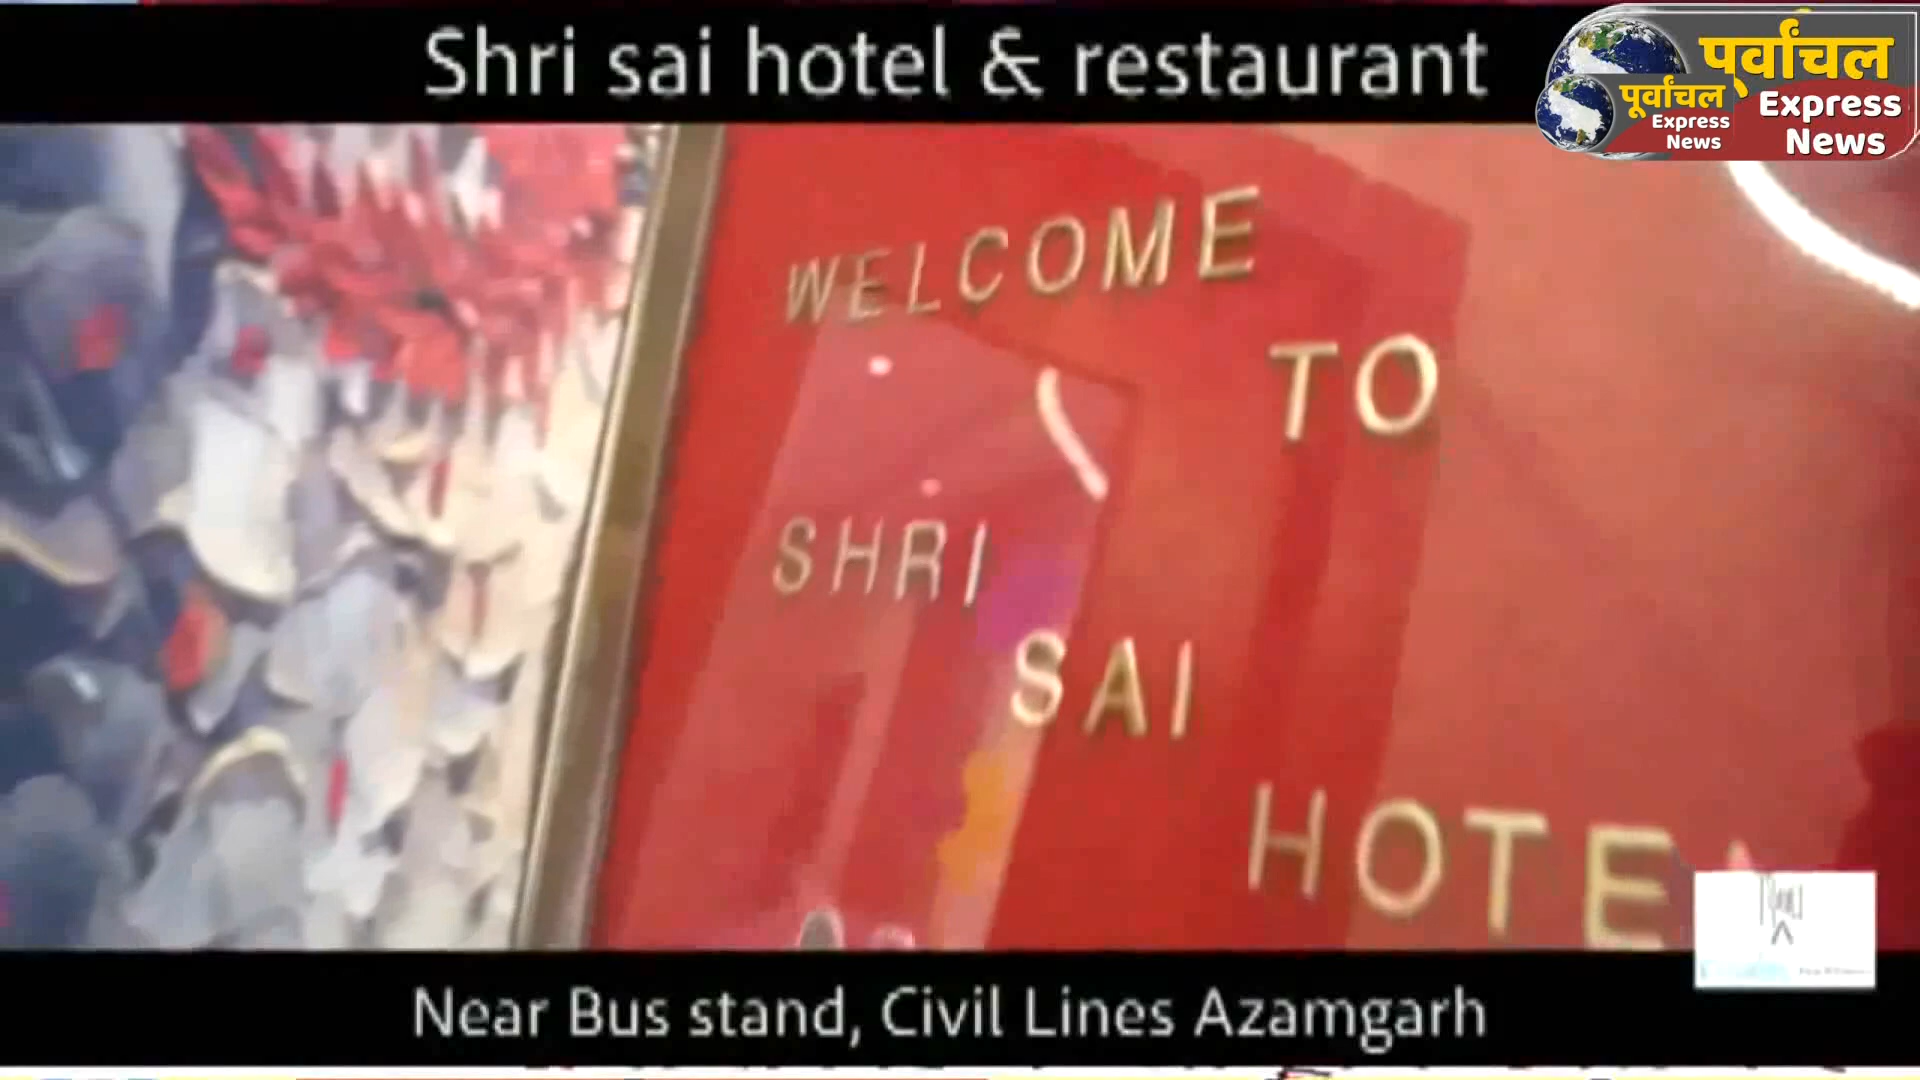 Shri sai hotel & restaurant
पूर्वांचल
Express
News
पूर्वांचल
Express
News
WELCOME
TO
SHRI
SAI
HOTE
Near Bus stand, Civil Lines Azamgarh